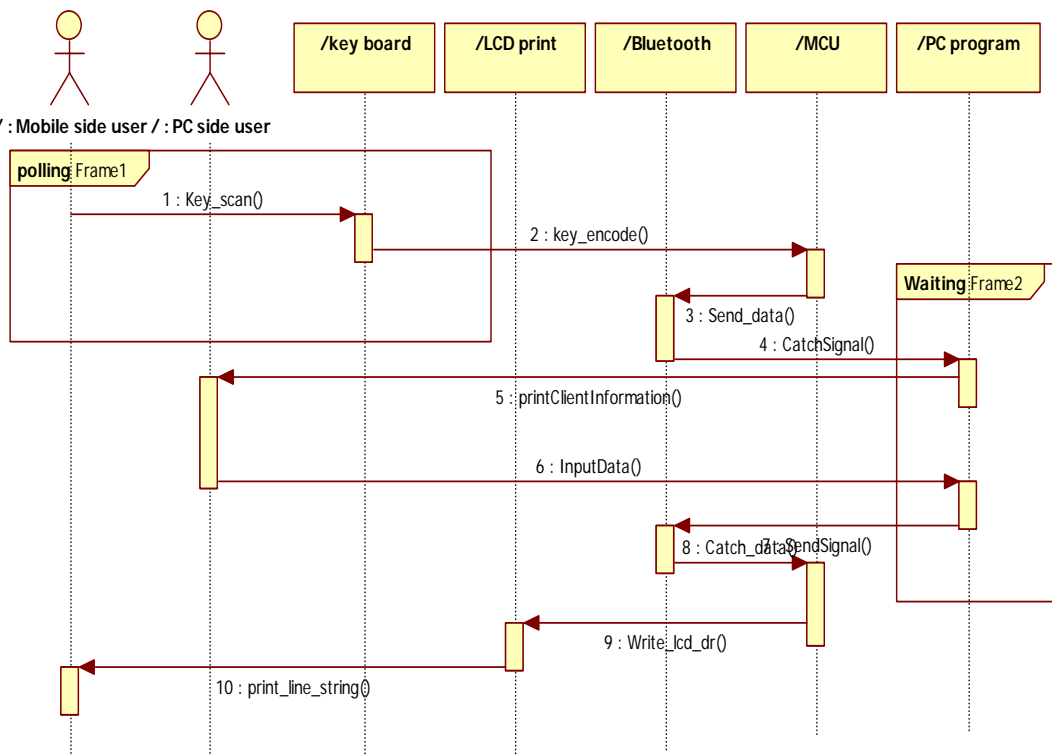 /key board
/LCD print
/Bluetooth
/MCU
/PC program
/ : Mobile side user
/ : PC side user
polling Frame1
1 : Key_scan()
2 : key_encode()
Waiting Frame2
3 : Send_data()
4 : CatchSignal()
5 : printClientInformation()
6 : InputData()
8 : Catch_data()
7 : SendSignal()
9 : Write_lcd_dr()
10 : print_line_string()